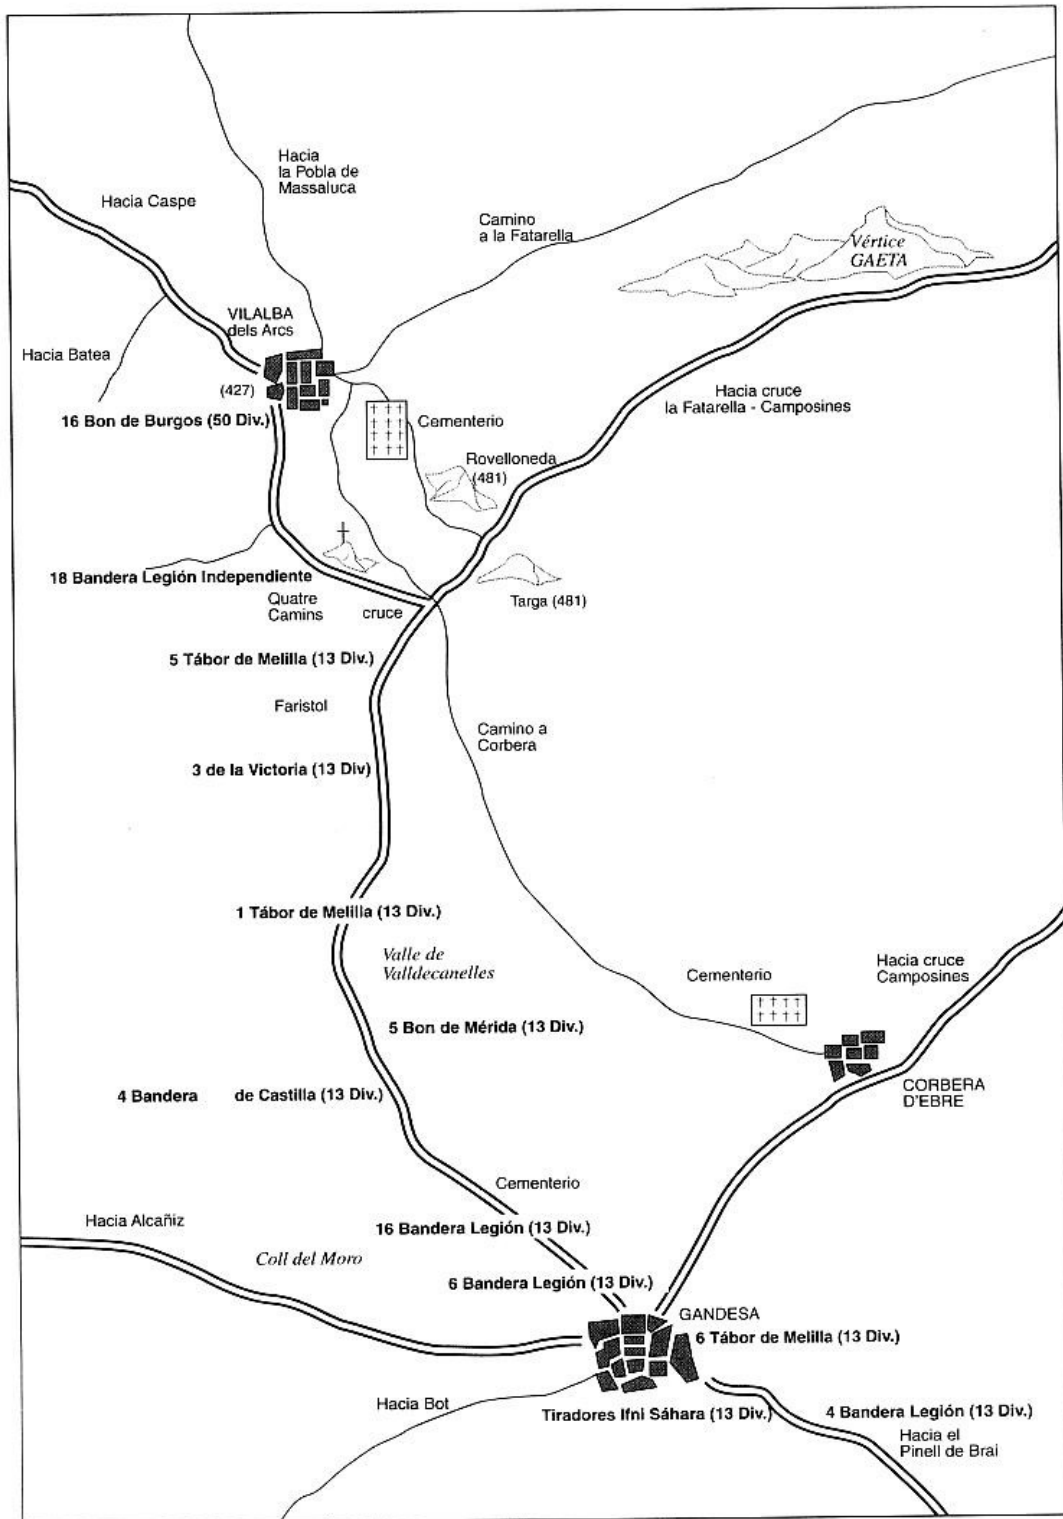 Hacia
la Pobla de
Massaluca
Hacia Caspe
Camino
a la Fatarella
Vértice
GAETA
VILALBA
dels Arcs
Hacia Batea
(427)
16 Bon de Burgos (50 Div.)
Cementerio
Hacia cruce
la Fatarella - Camposines
Rovelloneda
(481)
18 Bandera Legión Independiente
Quatre
Camins
cruce
Targa (481)
5 Tábor de Melilla (13 Div.)
Faristol
Camino a
Corbera
3 de la Victoria (13 Div)
1 Tábor de Melilla (13 Div.)
Valle de
Valldecanelles
Hacia cruce
Camposines
Cementerio
5 Bon de Mérida (13 Div.)
4 Bandera de Castilla (13 Div.)
CORBERA
D'EBRE
Cementerio
Hacia Alcañiz
16 Bandera Legión (13 Div.)
Coll del Moro
6 Bandera Legión (13 Div.)
GANDESA
6 Tábor de Melilla (13 Div.)
Hacia Bot
Tiradores Ifni Sáhara (13 Div.)
4 Bandera Legión (13 Div.)
Hacia el
Pinell de Brai